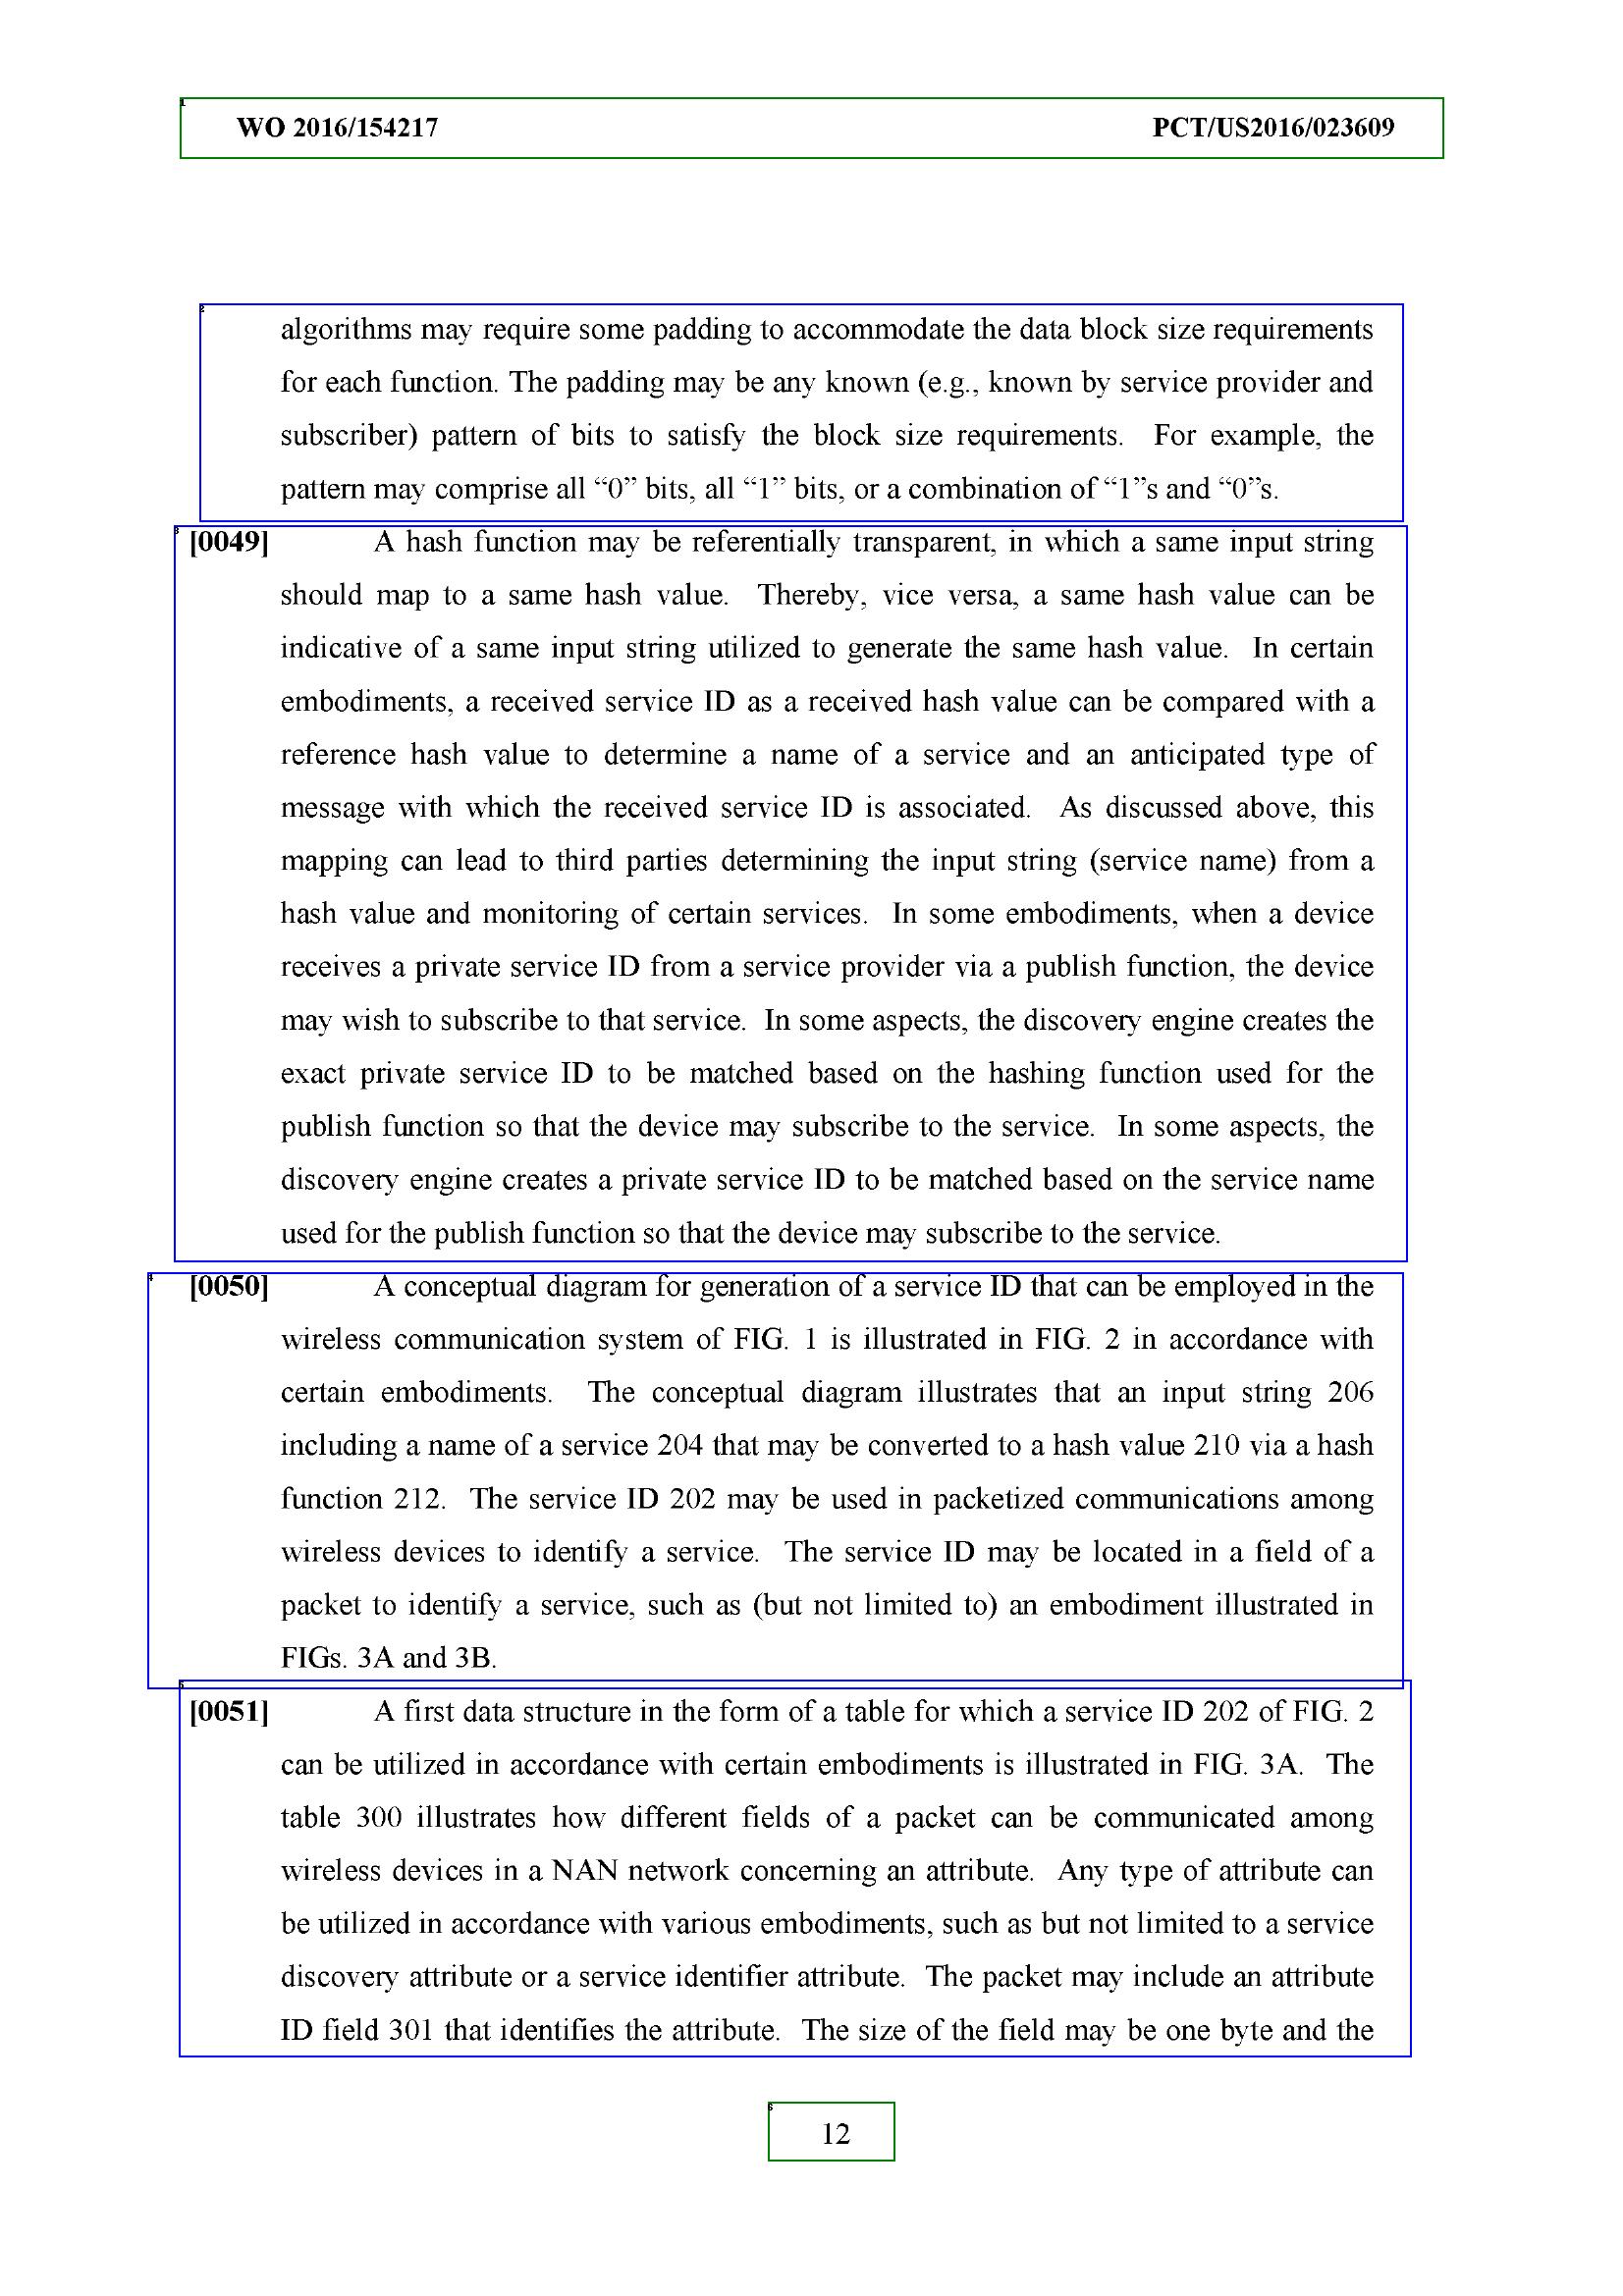 WO 2016/154217 PCT/US2016/023609
algorithms may require some padding to accommodate the data block size requirements
for each function. The padding may be any known (e.g., known by service provider and
subscriber) pattern of bits to satisfy the block size requirements. For example, the
pattern may comprise all “0” bits, all “1” bits, or a combination of “1”s and “0”s.
[0049] A hash function may be referentially transparent, in which a same input string
should map to a same hash value. Thereby, vice versa, a same hash value can be
indicative of a same input string utilized to generate the same hash value. In certain
embodiments, a received service ID as a received hash value can be compared with a
reference hash value to determine a name of a service and an anticipated type of
message with which the received service ID is associated. As discussed above, this
mapping can lead to third parties determining the input string (service name) from a
hash value and monitoring of certain services. In some embodiments, when a device
receives a private service ID from a service provider via a publish function, the device
may wish to subscribe to that service. In some aspects, the discovery engine creates the
exact private service ID to be matched based on the hashing function used for the
publish function so that the device may subscribe to the service. In some aspects, the
discovery engine creates a private service ID to be matched based on the service name
used for the publish function so that the device may subscribe to the service.
[0050] A conceptual diagram for generation of a service ID that can be employed in the
wireless communication system of FIG. 1 is illustrated in FIG. 2 in accordance with
certain embodiments. The conceptual diagram illustrates that an input string 206
including a name of a service 204 that may be converted to a hash value 210 via a hash
function 212. The service ID 202 may be used in packetized communications among
wireless devices to identify a service. The service ID may be located in a field of a
packet to identify a service, such as (but not limited to) an embodiment illustrated in
FIGs. 3A and 3B.
[0051] A first data structure in the form of a table for which a service ID 202 of FIG. 2
can be utilized in accordance with certain embodiments is illustrated in FIG. 3A. The
table 300 illustrates how different fields of a packet can be communicated among
wireless devices in a NAN network concerning an attribute. Any type of attribute can
be utilized in accordance with various embodiments, such as but not limited to a service
discovery attribute or a service identifier attribute. The packet may include an attribute
ID field 301 that identifies the attribute. The size of the field may be one byte and the
12